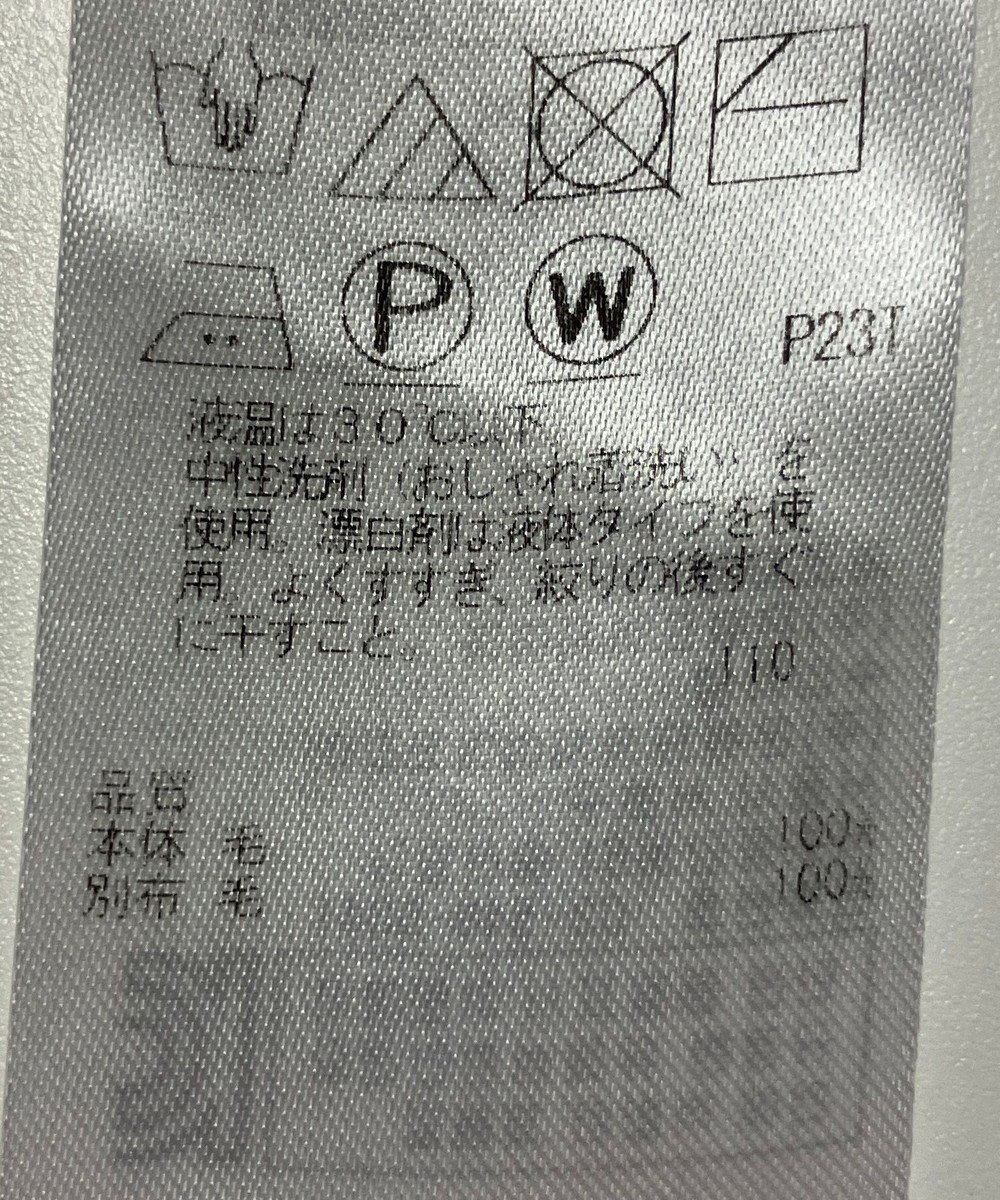 P W P23T
液温は30℃以下
中性洗剤(おしゃれ着洗い)を
使用。漂白剤は液体タイプを使
用。よくすすぎ、絞りの後すぐ
に干すこと。
110
品質
本体 毛 100%
別布 毛 100%